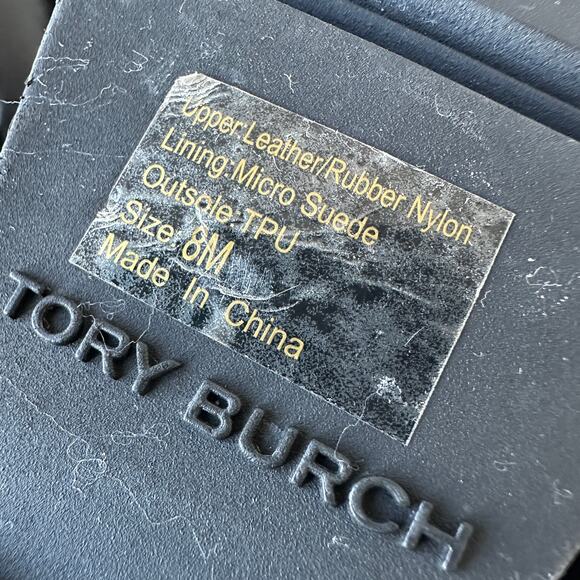 Upper:Leather/Rubber Nylon
Lining:Micro Suede
Outsole:TPU
Size:8M
Made In China
TORY BURCH